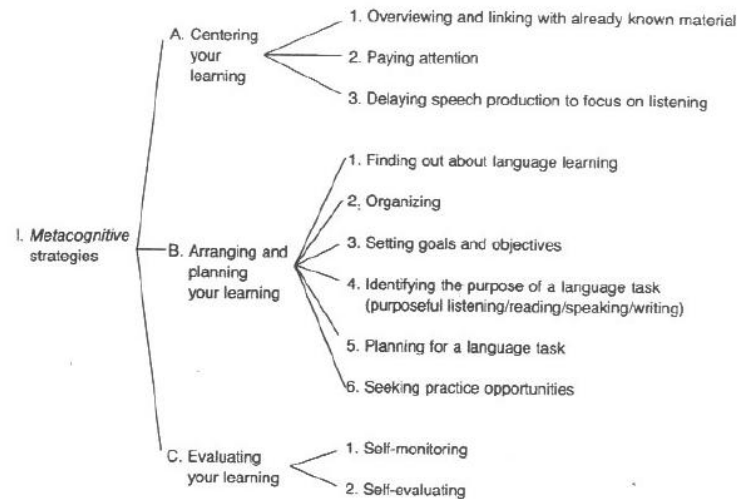 1. Overviewing and linking with already known material
A. Centering
your
learning
2. Paying attention
3. Delaying speech production to focus on listening
1. Finding out about language learning
2. Organizing
3. Setting goals and objectives
I. Metacognitive
strategies
B. Arranging and
planning
your learning
4. Identifying the purpose of a language task
(purposeful listening/reading/speaking/writing)
5. Planning for a language task
6. Seeking practice opportunities
C. Evaluating
your learning
1. Self-monitoring
2. Self-evaluating